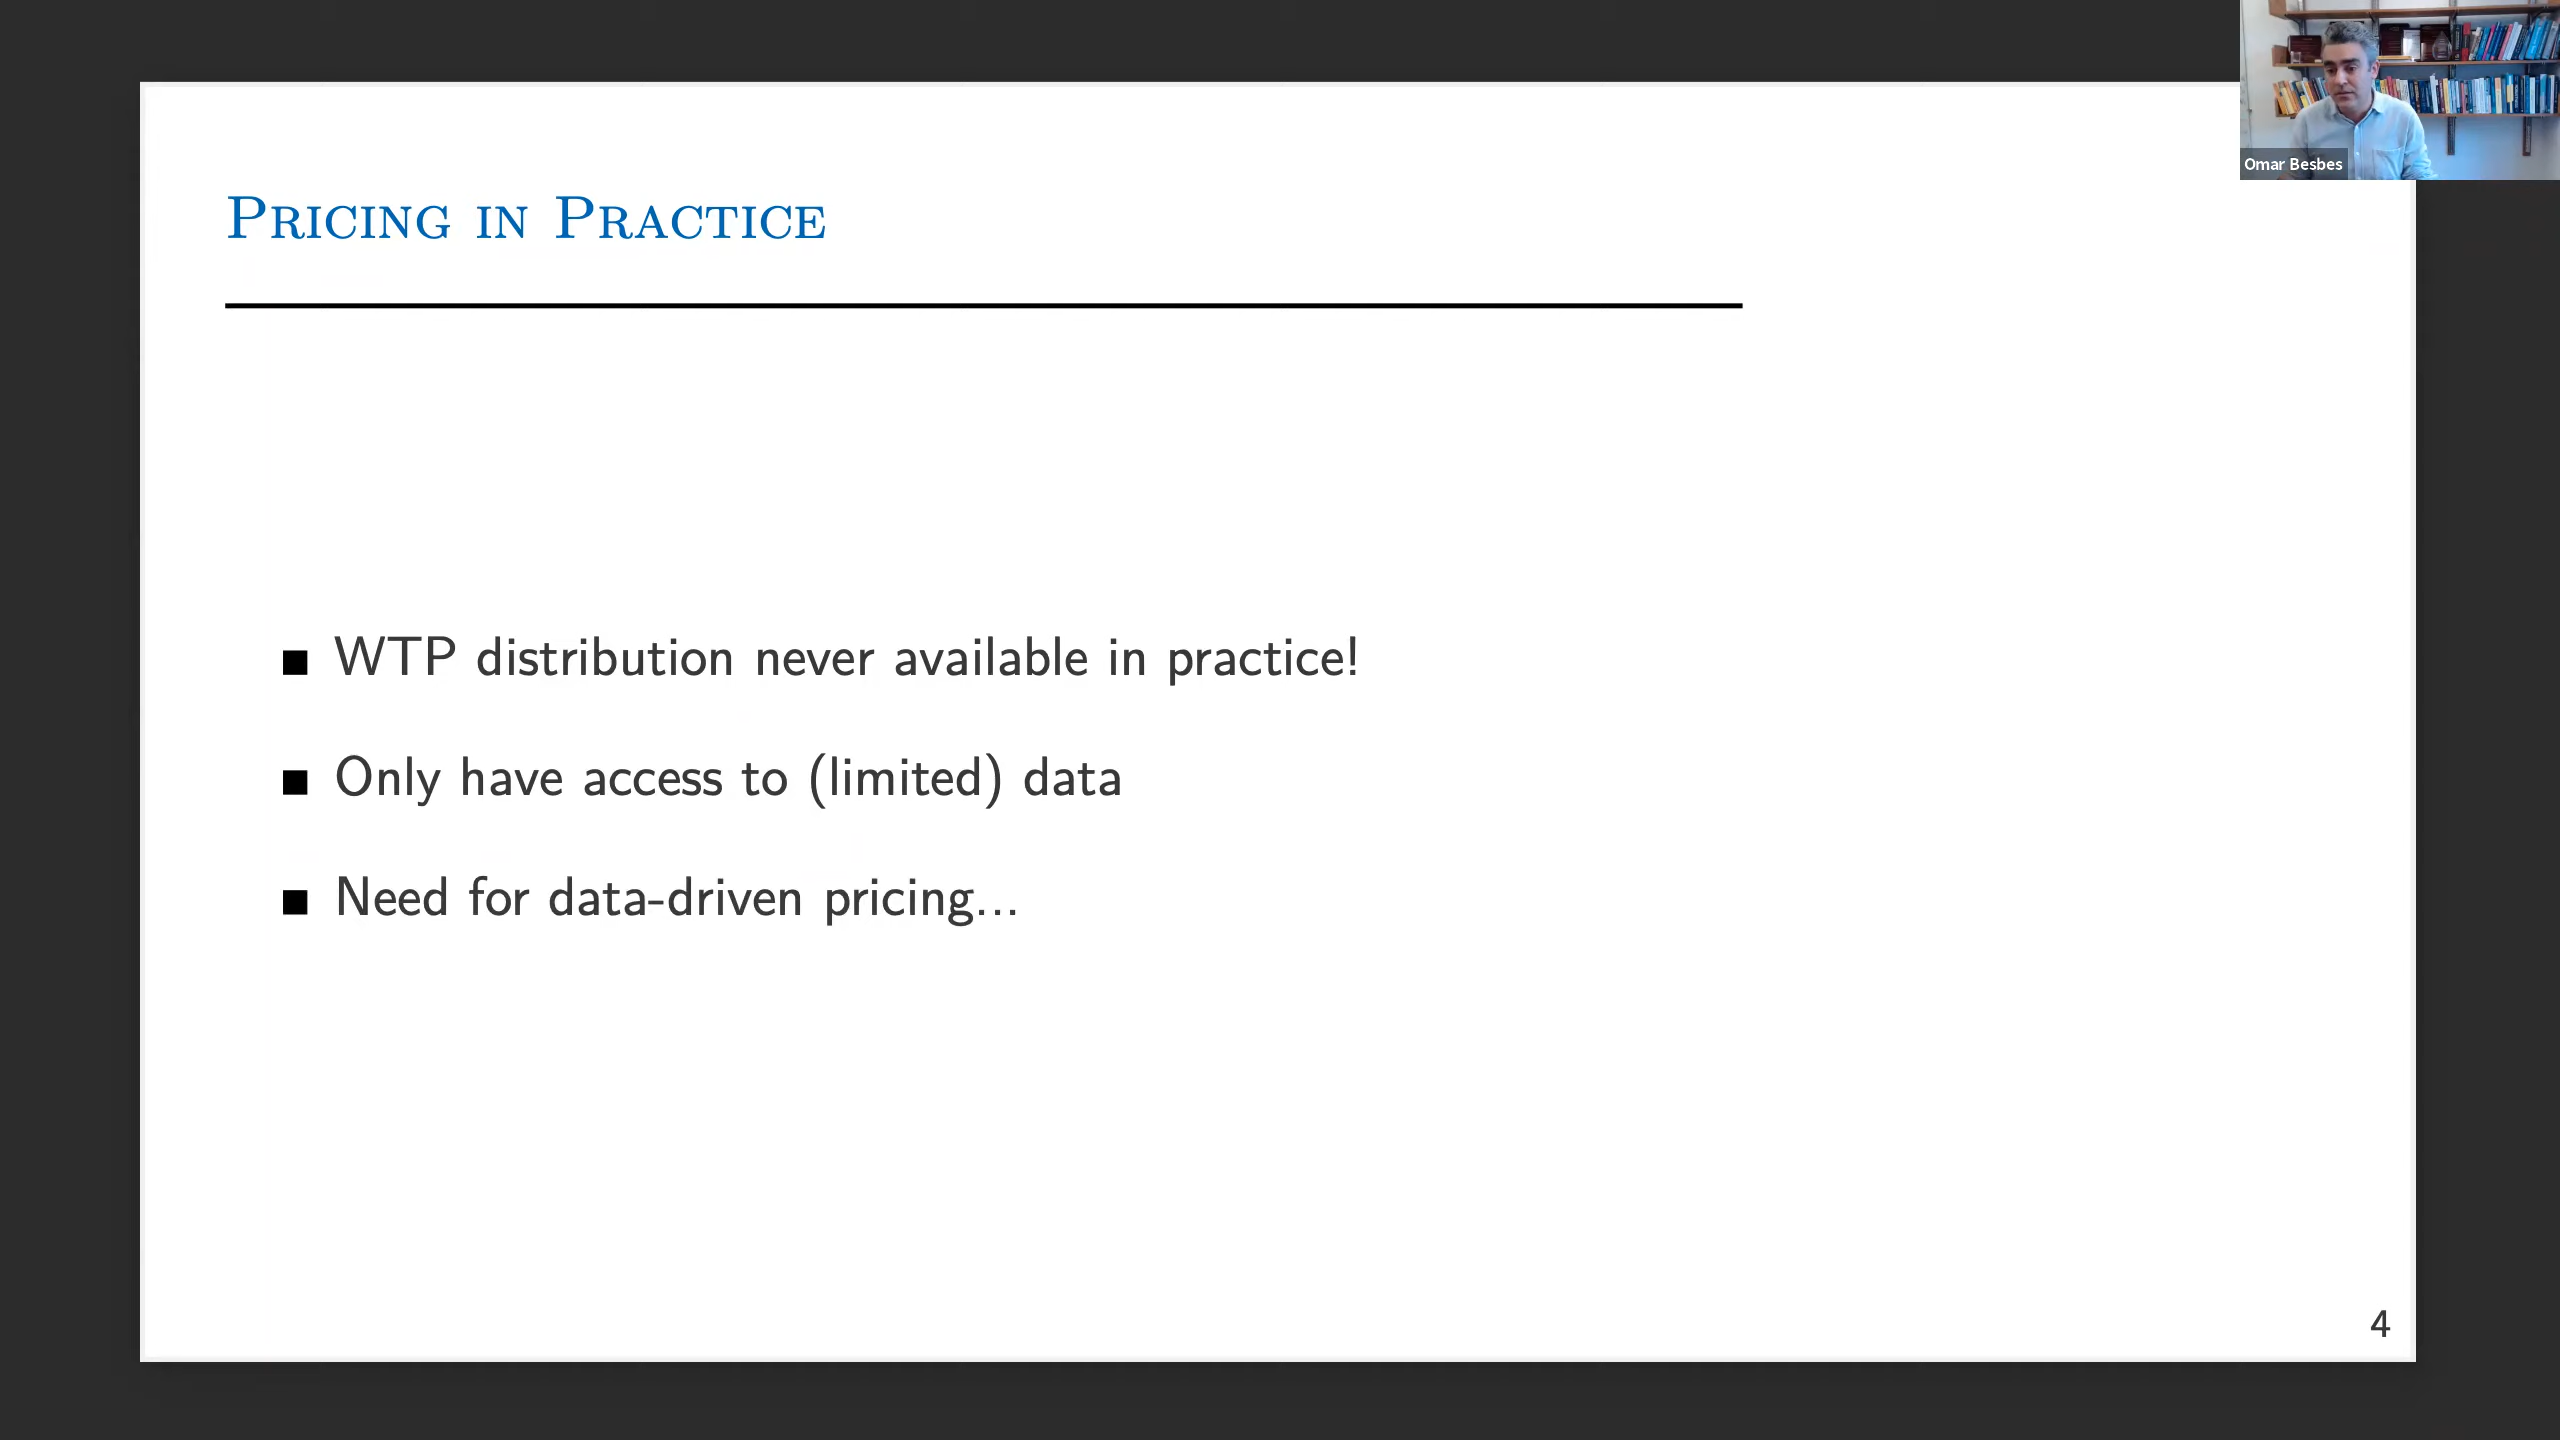 Omar Besbes
Pricing in Practice
WTP distribution never available in practice!
Only have access to (limited) data
Need for data-driven pricing...
4